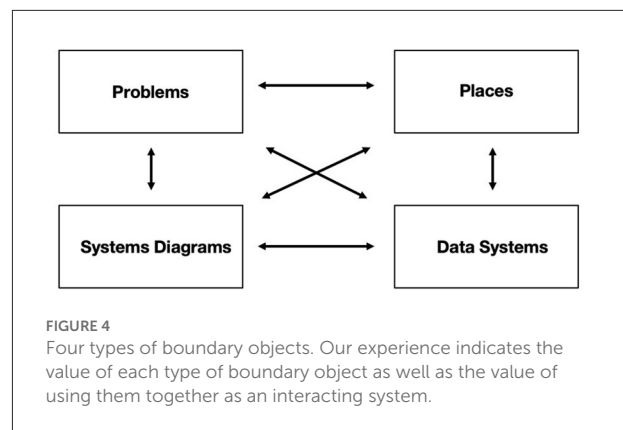 Problems
Places
Systems Diagrams
Data Systems
FIGURE 4
Four types of boundary objects. Our experience indicates the
value of each type of boundary object as well as the value of
using them together as an interacting system.